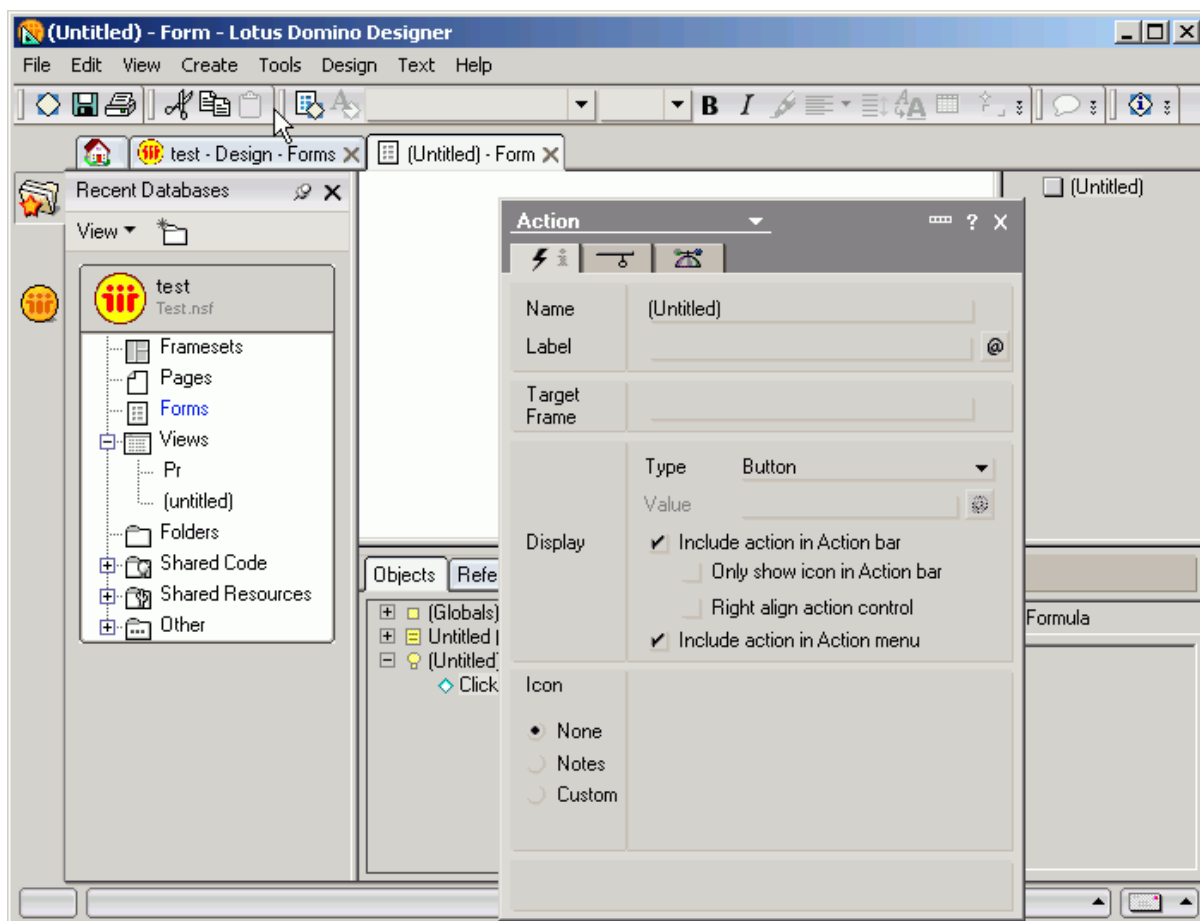 (Untitled) - Form - Lotus Domino Designer
File Edit View Create Tools Design Text Help
B I
test - Design - Forms
(Untitled) - Form
Recent Databases
View
test
Test.nsf
Framesets
Pages
Forms
Views
Pr
(untitled)
Folders
Shared Code
Shared Resources
Other
(Untitled)
Action
?
Name (Untitled)
Label @
Target
Frame
Display
Type Button
Value @
Include action in Action bar
Only show icon in Action bar
Right align action control
Include action in Action menu
Icon
None
Notes
Custom
Objects Refe
(Globals)
Untitled
(Untitled)
Click
Formula